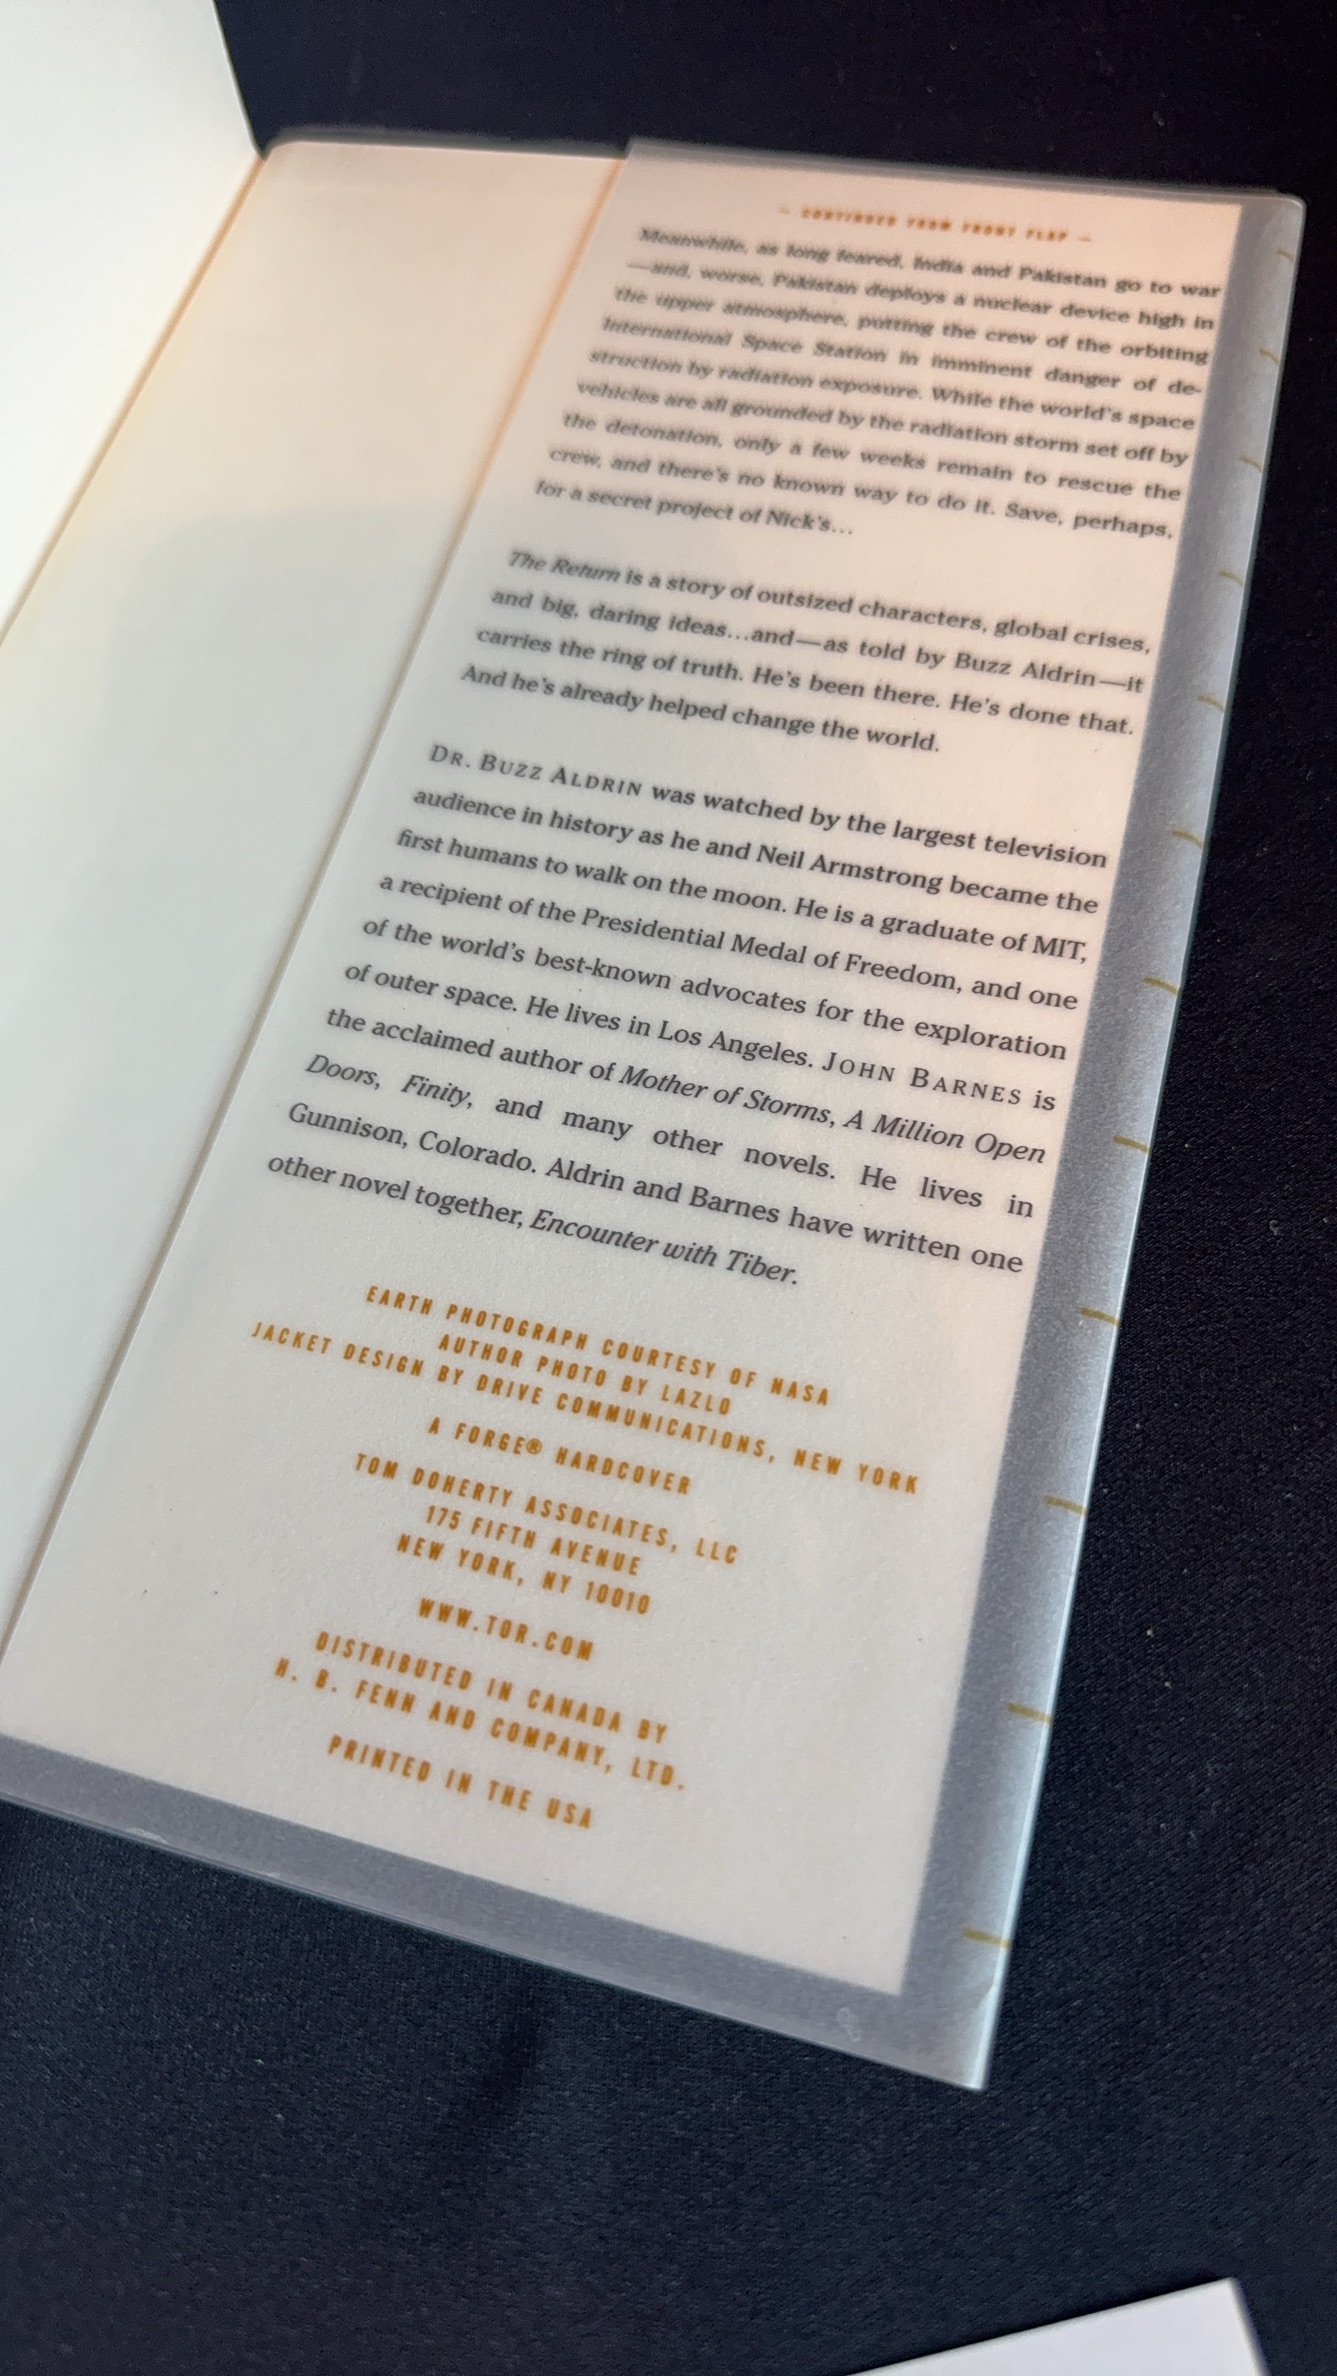 — CONTINUED FROM FRONT FLAP —
Meanwhile, as long feared, India and Pakistan go to war
—and, worse, Pakistan deploys a nuclear device high in
the upper atmosphere, putting the crew of the orbiting
International Space Station in imminent danger of de-
struction by radiation exposure. While the world's space
vehicles are all grounded by the radiation storm set off by
the detonation, only a few weeks remain to rescue the
crew, and there's no known way to do it. Save, perhaps,
for a secret project of Nick's...
The Return is a story of outsized characters, global crises,
and big, daring ideas...and—as told by Buzz Aldrin—it
carries the ring of truth. He's been there. He's done that.
And he's already helped change the world.
DR. BUZZ ALDRIN was watched by the largest television
audience in history as he and Neil Armstrong became the
first humans to walk on the moon. He is a graduate of MIT,
a recipient of the Presidential Medal of Freedom, and one
of the world's best-known advocates for the exploration
of outer space. He lives in Los Angeles. JOHN BARNES is
the acclaimed author of Mother of Storms, A Million Open
Doors, Finity, and many other novels. He lives in
Gunnison, Colorado. Aldrin and Barnes have written one
other novel together, Encounter with Tiber.
EARTH PHOTOGRAPH COURTESY OF NASA
AUTHOR PHOTO BY LAZLO
JACKET DESIGN BY DRIVE COMMUNICATIONS, NEW YORK
A FORGE® HARDCOVER
TOM DOHERTY ASSOCIATES, LLC
175 FIFTH AVENUE
NEW YORK, NY 10010
WWW.TOR.COM
DISTRIBUTED IN CANADA BY
H. B. FENN AND COMPANY, LTD.
PRINTED IN THE USA